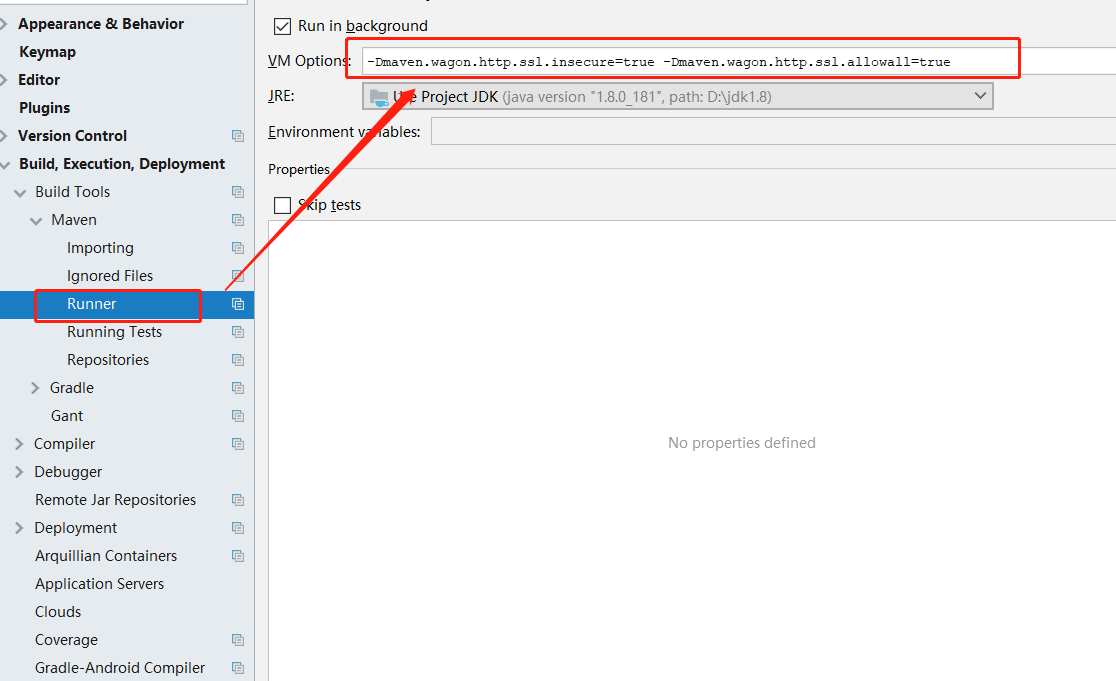 Appearance & Behavior
Keymap
Editor
Plugins
Version Control
Build, Execution, Deployment
Build Tools
Maven
Importing
Ignored Files
Runner
Running Tests
Repositories
Gradle
Gant
Compiler
Debugger
Remote Jar Repositories
Deployment
Arquillian Containers
Application Servers
Clouds
Coverage
Gradle-Android Compiler
Run in background
VM Options: -Dmaven.wagon.http.ssl.insecure=true -Dmaven.wagon.http.ssl.allowall=true
JRE: Use Project JDK (java version "1.8.0_181", path: D:\jdk1.8)
Environment variables:
Properties
Skip tests
No properties defined